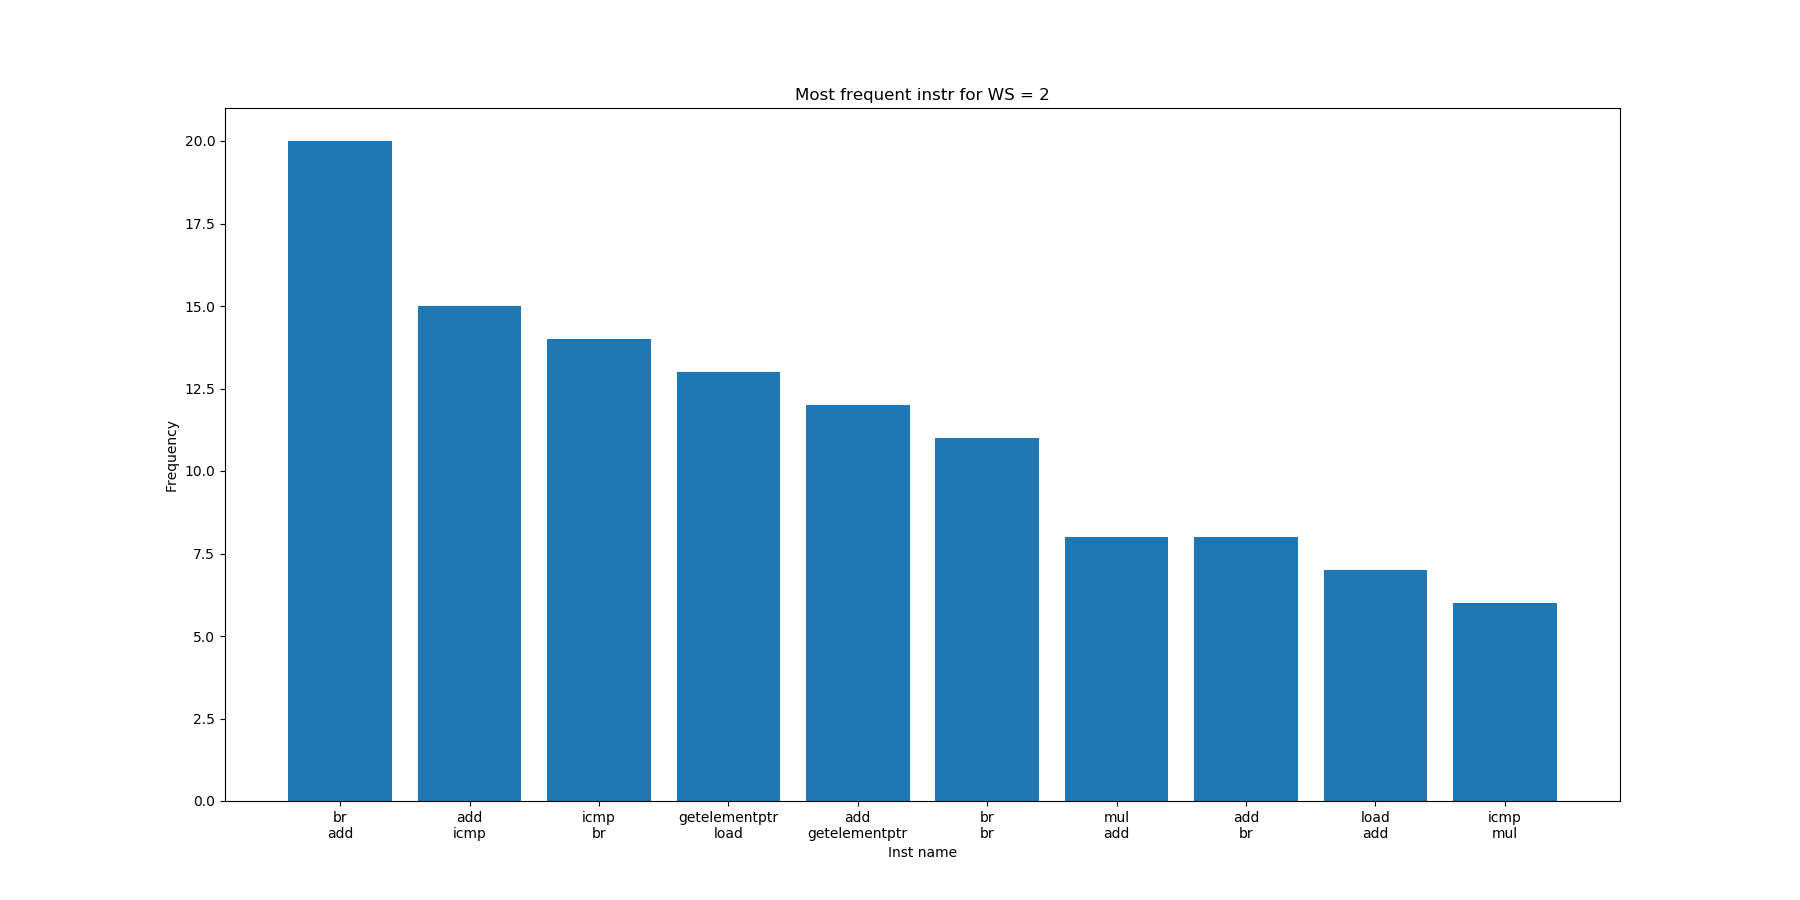 Most frequent instr for WS = 2
20.0
17.5
15.0
12.5
10.0
7.5
5.0
2.5
0.0
Frequency
br add icmp getelementptr add br mul add load icmp
add icmp br load getelementptr br add br add mul
Inst name